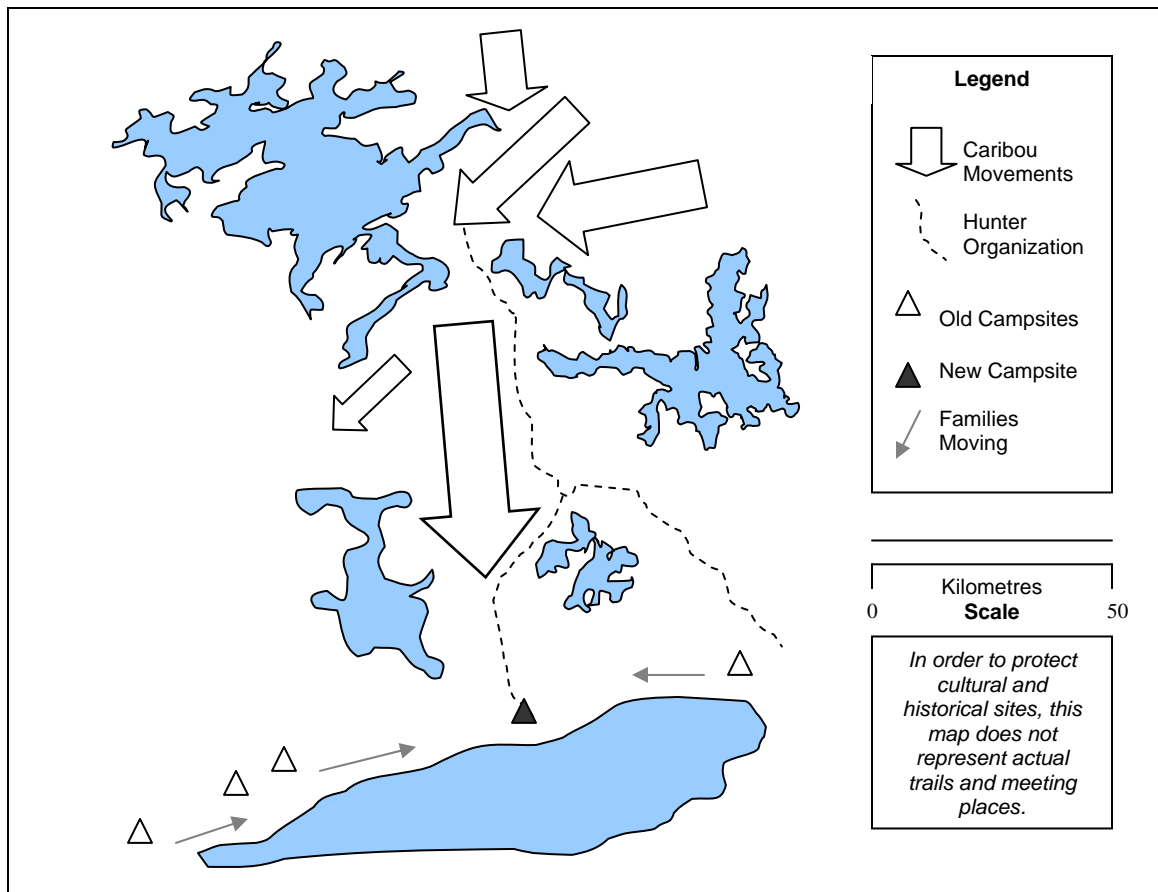 Legend
Caribou
Movements
Hunter
Organization
Old Campsites
New Campsite
Families
Moving
Kilometres
0 Scale 50
In order to protect
cultural and
historical sites, this
map does not
represent actual
trails and meeting
places.